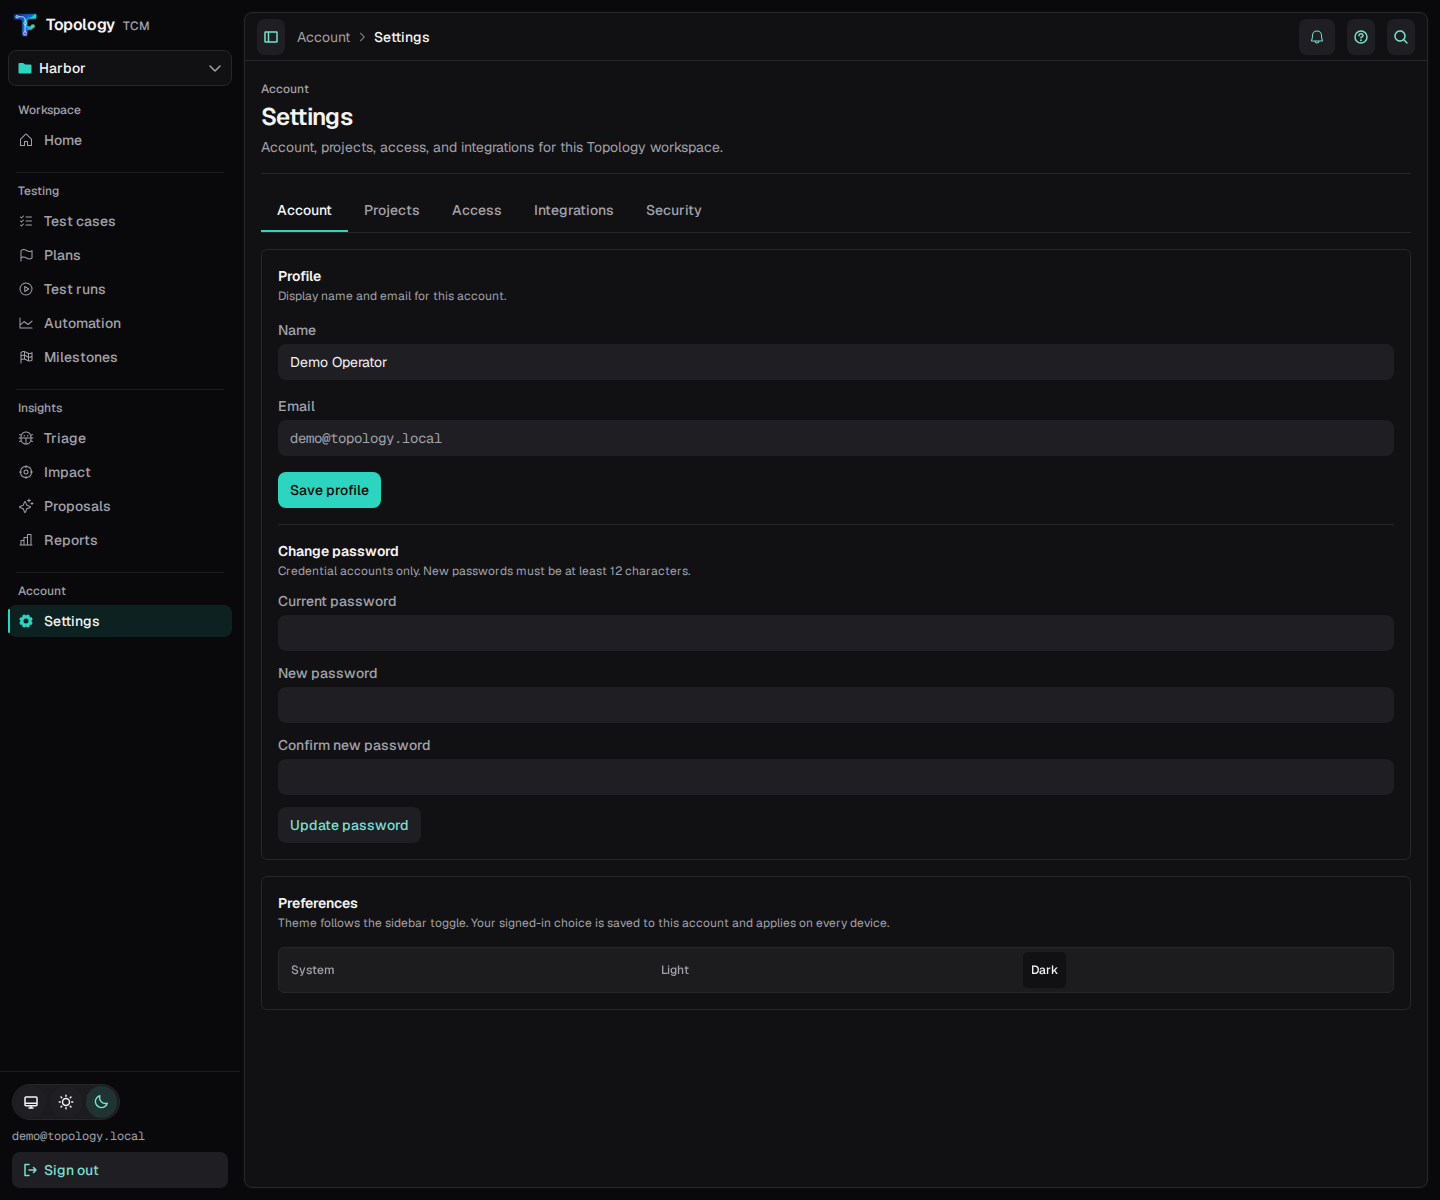 Topology TCM
Harbor
Workspace
Home
Testing
Test cases
Plans
Test runs
Automation
Milestones
Insights
Triage
Impact
Proposals
Reports
Account
Settings
demo@topology.local
Sign out
Account > Settings
Account
Settings
Account, projects, access, and integrations for this Topology workspace.
Account Projects Access Integrations Security
Profile
Display name and email for this account.
Name
Demo Operator
Email
demo@topology.local
Save profile
Change password
Credential accounts only. New passwords must be at least 12 characters.
Current password
New password
Confirm new password
Update password
Preferences
Theme follows the sidebar toggle. Your signed-in choice is saved to this account and applies on every device.
System Light Dark